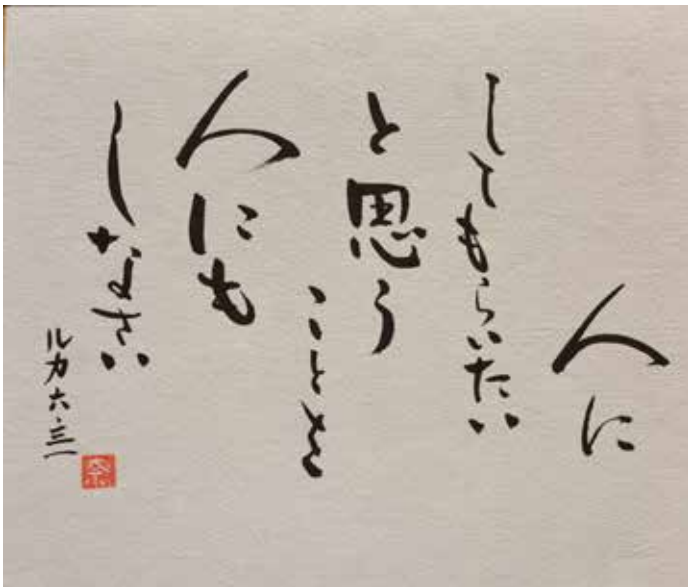 人に
してもらいたい
と思う
ことを
人にも
しなさい
ルカ六・三一